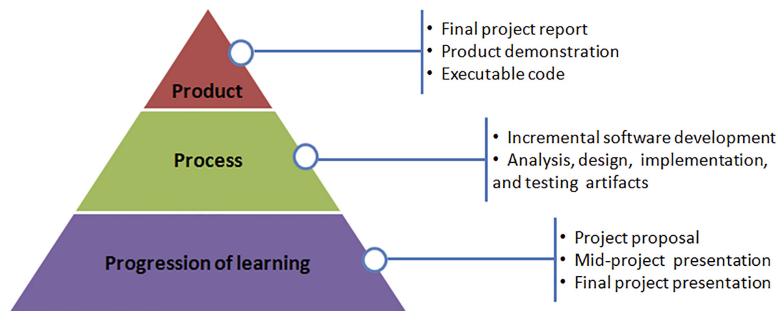 • Final project report
• Product demonstration
• Executable code
Product
• Incremental software development
• Analysis, design, implementation,
and testing artifacts
Process
• Project proposal
• Mid-project presentation
• Final project presentation
Progression of learning